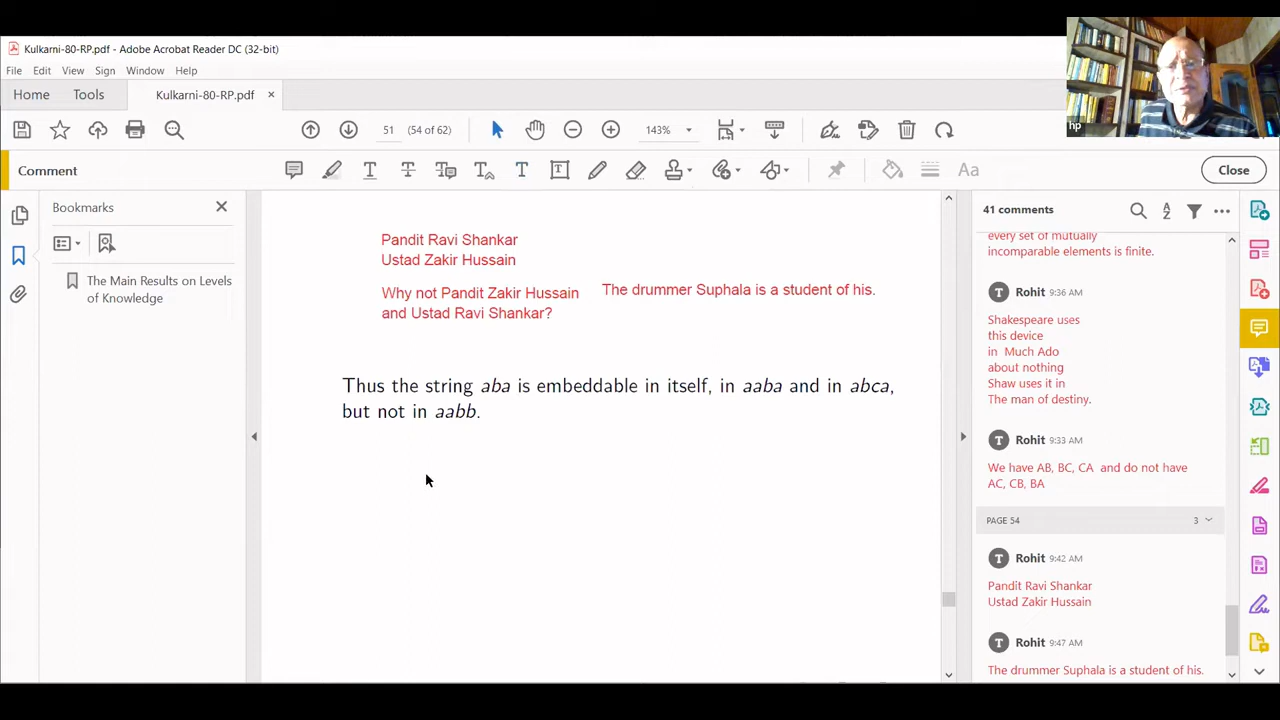 Kulkarni-80-RP.pdf - Adobe Acrobat Reader DC (32-bit)
File Edit View Sign Window Help
Home Tools Kulkarni-80-RP.pdf ×
51 (54 of 62) 143%
hp
Comment
Close
Bookmarks
The Main Results on Levels
of Knowledge
Pandit Ravi Shankar
Ustad Zakir Hussain
Why not Pandit Zakir Hussain
and Ustad Ravi Shankar?
The drummer Suphala is a student of his.
Thus the string aba is embeddable in itself, in aaba and in abca,
but not in aabb.
41 comments
every set of mutually
incomparable elements is finite.
Rohit 9:36 AM
Shakespeare uses
this device
in Much Ado
about nothing
Shaw uses it in
The man of destiny.
Rohit 9:33 AM
We have AB, BC, CA and do not have
AC, CB, BA
PAGE 54 3
Rohit 9:42 AM
Pandit Ravi Shankar
Ustad Zakir Hussain
Rohit 9:47 AM
The drummer Suphala is a student of his.